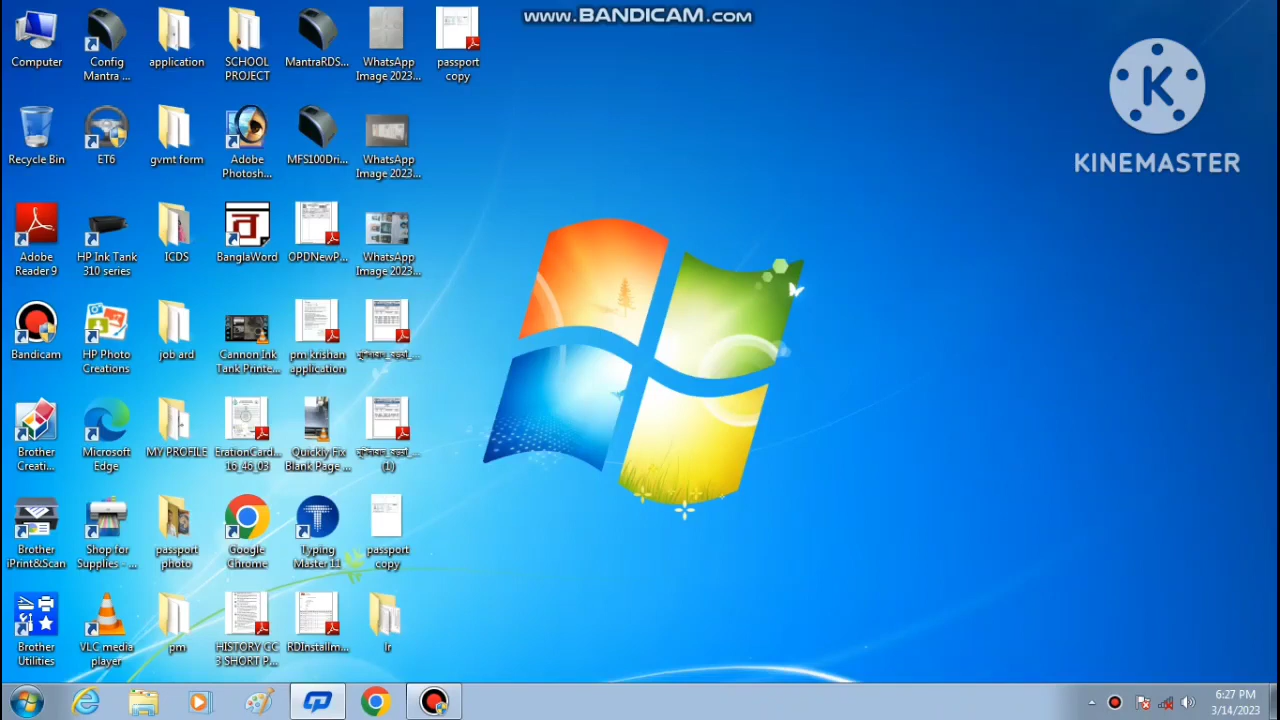 www.BANDICAM.com
KINEMASTER
Computer
Config
Mantra ...
application
SCHOOL
PROJECT
MantraRDS...
WhatsApp
Image 2023...
passport
copy
Recycle Bin
ET6
gvmt form
Adobe
Photosh...
MFS100Dri...
WhatsApp
Image 2023...
Adobe
Reader 9
HP Ink Tank
310 series
ICDS
BanglaWord
OPDNewP...
WhatsApp
Image 2023...
Bandicam
HP Photo
Creations
job ard
Cannon Ink
Tank Printe...
pm krishan
application
Brother
Creati...
Microsoft
Edge
MY PROFILE
ErationCard...
16_46_03
Quickly Fix
Blank Page ...
(1)
Brother
iPrint&Scan
Shop for
Supplies - ...
passport
photo
Google
Chrome
Typing
Master 11
passport
copy
Brother
Utilities
VLC media
player
pm
HISTORY CC
3 SHORT P...
RDInstallm...
lr
6:27 PM
3/14/2023